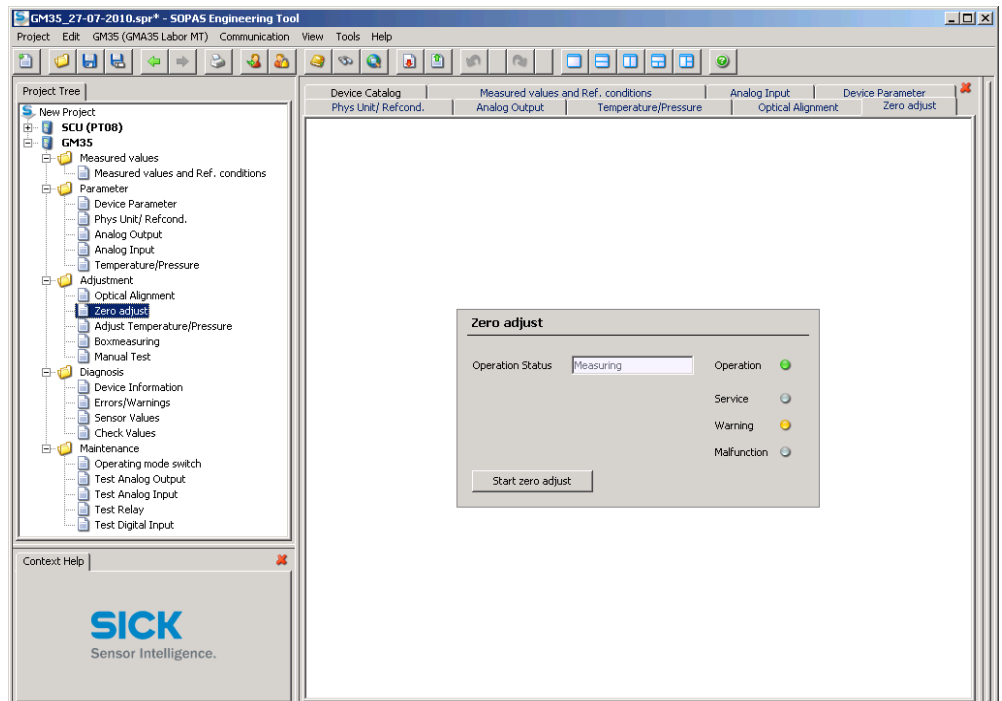 GM35_27-07-2010.spr* - SOPAS Engineering Tool
Project Edit GM35 (GMA35 Labor MT) Communication View Tools Help
Project Tree
New Project
SCU (PT08)
GM35
Measured values
Measured values and Ref. conditions
Parameter
Device Parameter
Phys Unit/ Refcond.
Analog Output
Analog Input
Temperature/Pressure
Adjustment
Optical Alignment
Zero adjust
Adjust Temperature/Pressure
Boxmeasuring
Manual Test
Diagnosis
Device Information
Errors/Warnings
Sensor Values
Check Values
Maintenance
Operating mode switch
Test Analog Output
Test Analog Input
Test Relay
Test Digital Input
Context Help
SICK
Sensor Intelligence.
Device Catalog Measured values and Ref. conditions Analog Input Device Parameter
Phys Unit/ Refcond. Analog Output Temperature/Pressure Optical Alignment Zero adjust
Zero adjust
Operation Status Measuring Operation
Service
Warning
Malfunction
Start zero adjust